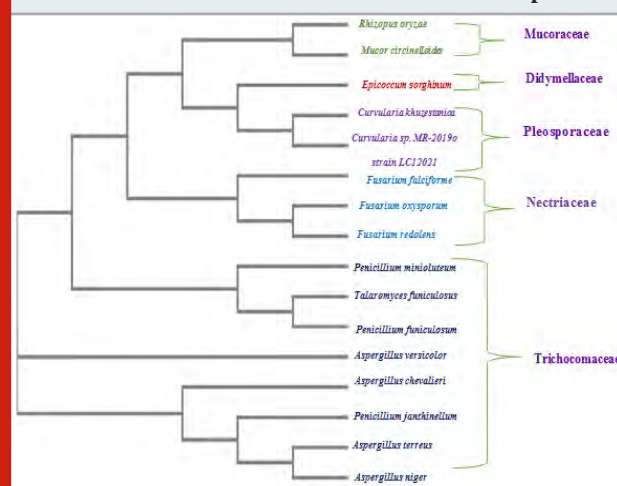 Rhizopus oryzae
Mucor circinelloides
Mucoraceae
Epicoccum sorghinum
Didymellaceae
Curvularia khuzestanica
Curvularia sp. MR-2019o
strain LC12021
Pleosporaceae
Fusarium falciforme
Fusarium oxysporum
Fusarium redolens
Nectriaceae
Penicillium minioluteum
Talaromyces funiculosus
Penicillium funiculosum
Aspergillus versicolor
Aspergillus chevalieri
Penicillium janthinellum
Aspergillus terreus
Aspergillus niger
Trichocomaceae